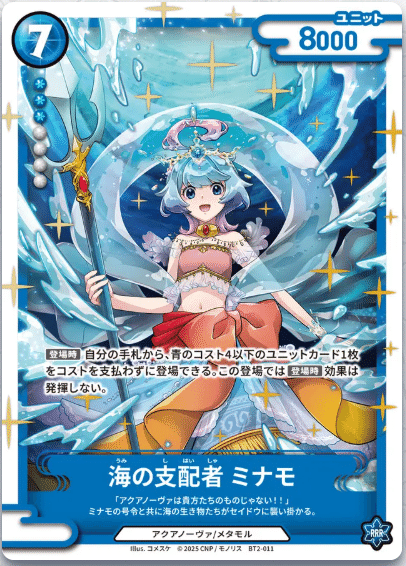 7
ユニット
8000
登場時 自分の手札から、青のコスト4以下のユニットカード1枚
をコストを支払わずに登場できる。この登場では 登場時 効果は
発揮しない。
うみ し はい しゃ
海の支配者 ミナモ
「アクアノーヴァは貴方たちのものじゃない!!」
ミナモの号令と共に海の生き物たちがセイドウに襲い掛かる。
アクアノーヴァ/メタモル
Illus. コメスケ © 2025 CNP / モノリス BT2-011
RRR